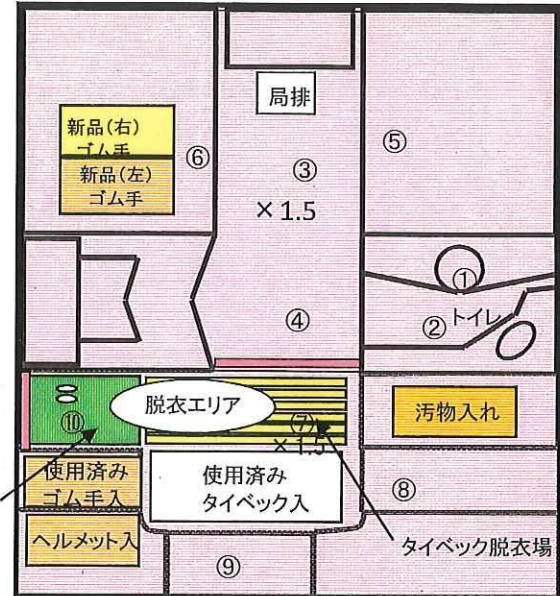 局排
新品(右)
ゴム手
新品(左)
ゴム手
⑥
③
×1.5
⑤
④
①
②
トイレ
⑩
脱衣エリア
⑦
×1.5
汚物入れ
使用済み
ゴム手入
使用済み
タイベック入
⑧
ヘルメット入
⑨
タイベック脱衣場